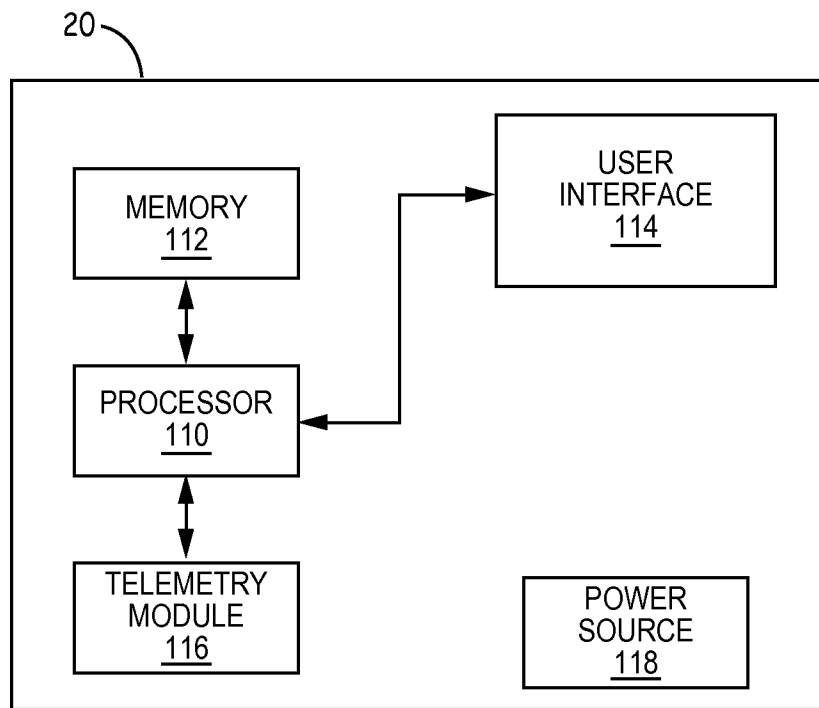 20
MEMORY
112
USER
INTERFACE
114
PROCESSOR
110
TELEMETRY
MODULE
116
POWER
SOURCE
118